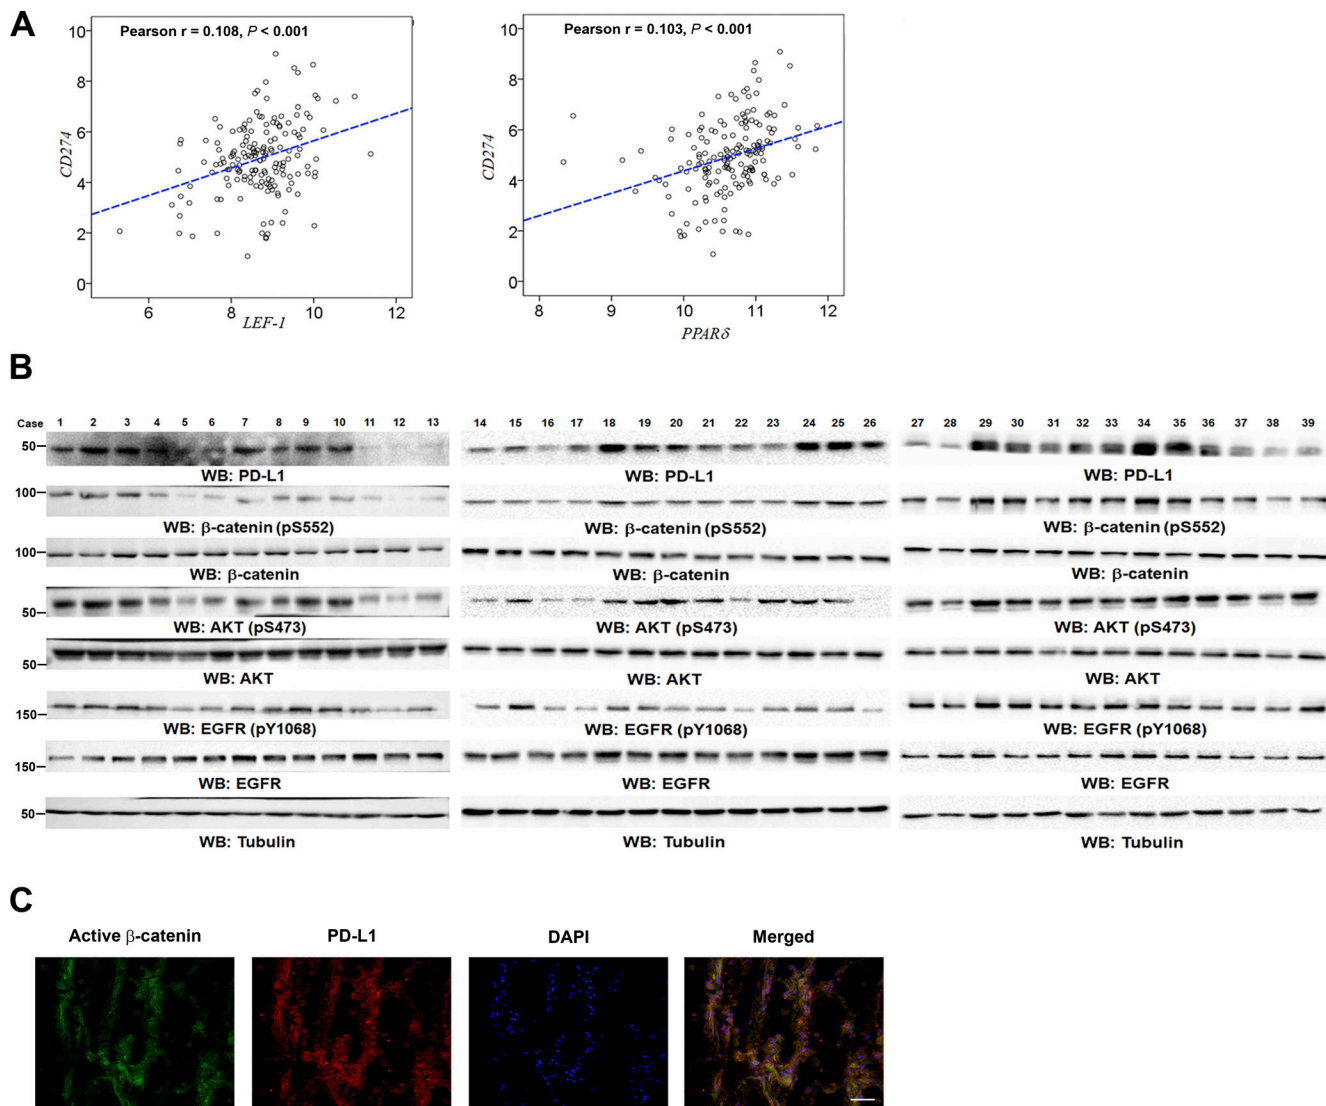 A
Pearson r = 0.108, P < 0.001
10
8
6
4
2
0
CD274
6 8 10 12
LEF-1
Pearson r = 0.103, P < 0.001
10
8
6
4
2
0
CD274
8 9 10 11 12
PPARδ
B
Case 1 2 3 4 5 6 7 8 9 10 11 12 13
14 15 16 17 18 19 20 21 22 23 24 25 26
27 28 29 30 31 32 33 34 35 36 37 38 39
50
WB: PD-L1 WB: PD-L1 WB: PD-L1
100
WB: β-catenin (pS552) WB: β-catenin (pS552) WB: β-catenin (pS552)
100
WB: β-catenin WB: β-catenin WB: β-catenin
50
WB: AKT (pS473) WB: AKT (pS473) WB: AKT (pS473)
50
WB: AKT WB: AKT WB: AKT
150
WB: EGFR (pY1068) WB: EGFR (pY1068) WB: EGFR (pY1068)
150
WB: EGFR WB: EGFR WB: EGFR
50
WB: Tubulin WB: Tubulin WB: Tubulin
C
Active β-catenin PD-L1 DAPI Merged